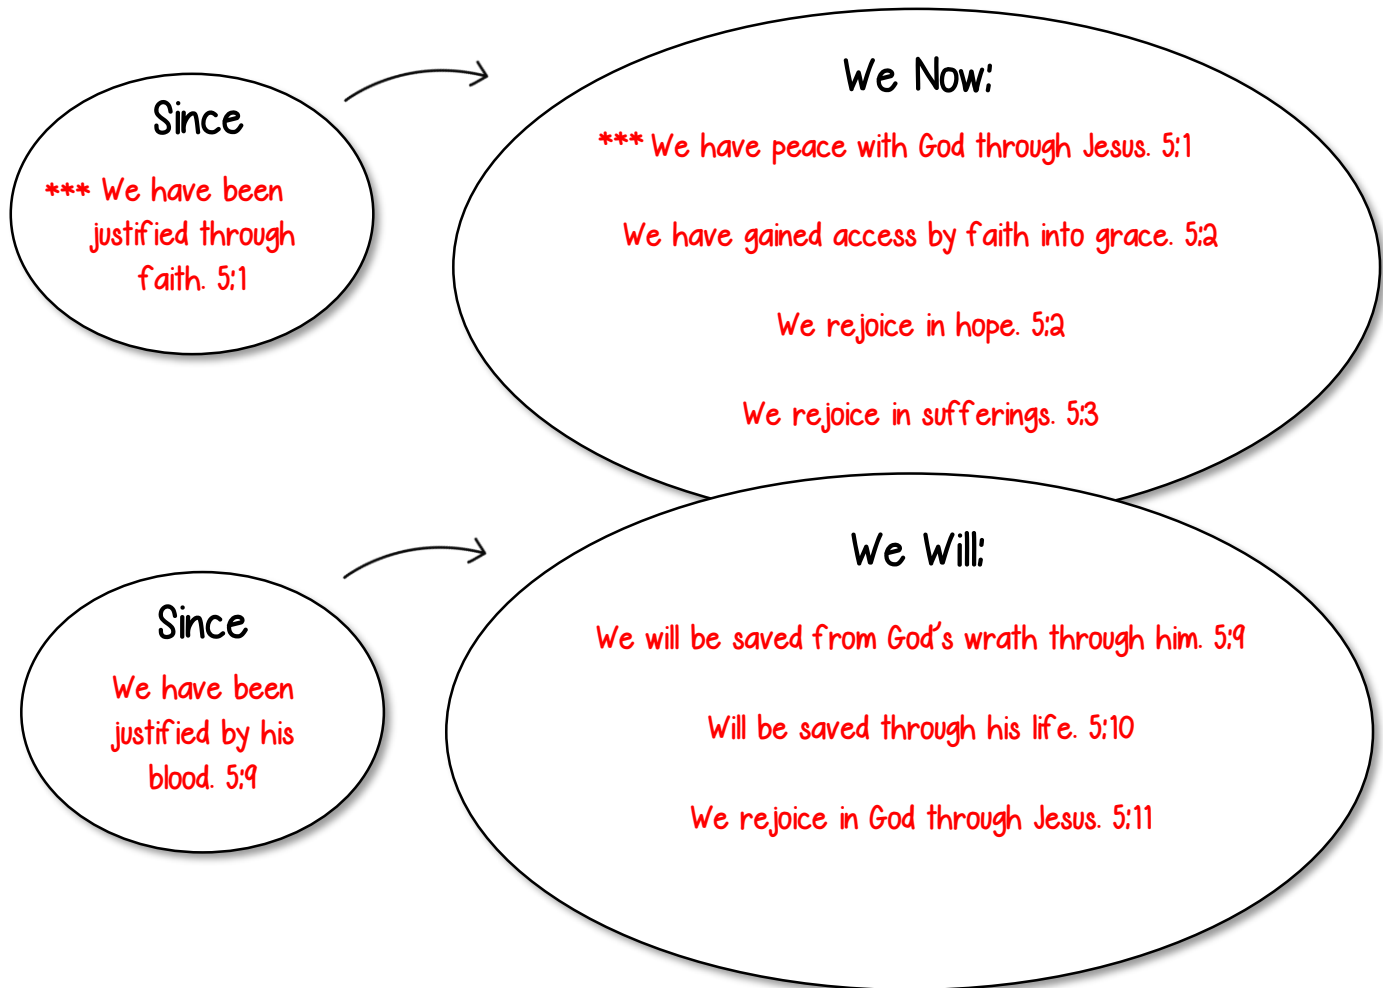 Since
*** We have been
justified through
faith. 5:1
We Now:
*** We have peace with God through Jesus. 5:1
We have gained access by faith into grace. 5:2
We rejoice in hope. 5:2
We rejoice in sufferings. 5:3
Since
We have been
justified by his
blood. 5:9
We Will:
We will be saved from God's wrath through him. 5:9
Will be saved through his life. 5:10
We rejoice in God through Jesus. 5:11